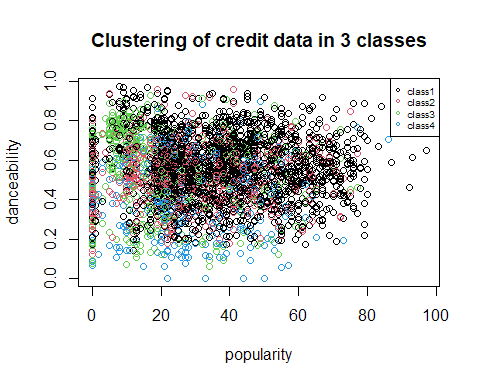 Clustering of credit data in 3 classes
class1
class2
class3
class4
danceability
1.0
0.8
0.6
0.4
0.2
0.0
0 20 40 60 80 100
popularity